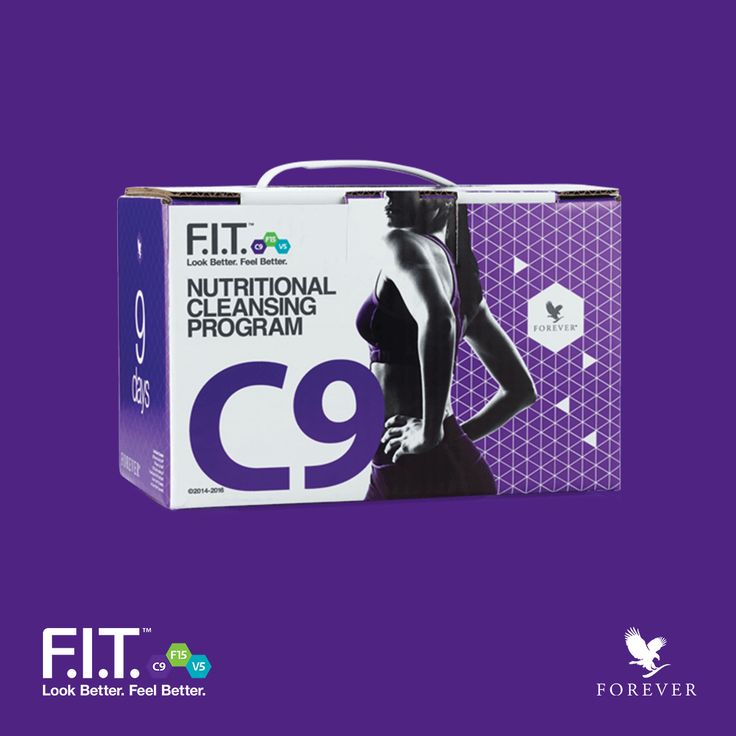 F.I.T.™
C9 F15 V5
Look Better. Feel Better.
NUTRITIONAL
CLEANSING
PROGRAM
C9
©2014-2016
9
days
FOREVER
FOREVER®
F.I.T.™
C9 F15 V5
Look Better. Feel Better.
FOREVER